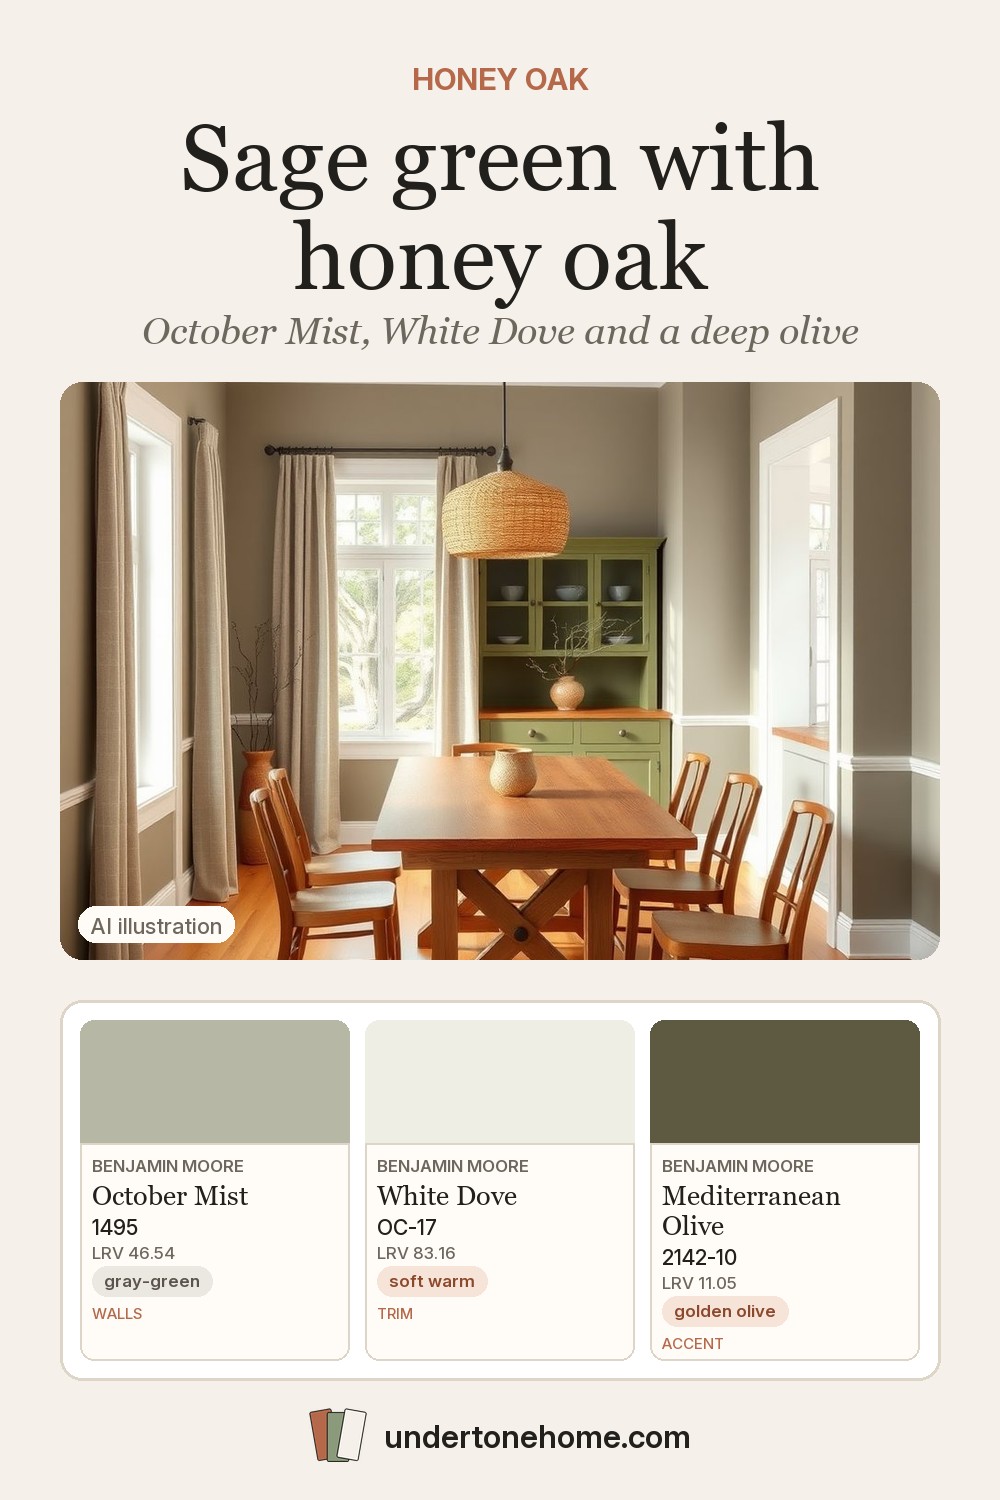 HONEY OAK
Sage green with
honey oak
October Mist, White Dove and a deep olive
AI illustration
BENJAMIN MOORE
October Mist
1495
LRV 46.54
gray-green
WALLS
BENJAMIN MOORE
White Dove
OC-17
LRV 83.16
soft warm
TRIM
BENJAMIN MOORE
Mediterranean
Olive
2142-10
LRV 11.05
golden olive
ACCENT
undertonehome.com